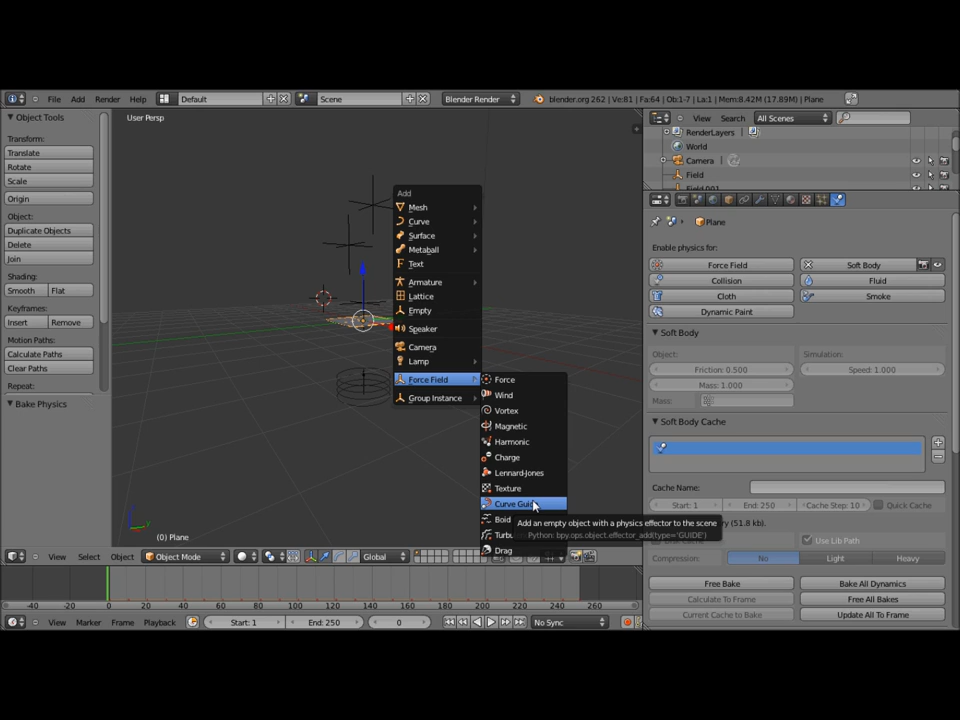 File Add Render Help Default Scene Blender Render blender.org 262 | Ve:81 | Fa:64 | Ob:1-7 | La:1 | Mem:8.42M (17.89M) | Plane
Object Tools
Transform:
Translate
Rotate
Scale
Origin
Object:
Duplicate Objects
Delete
Join
Shading:
Smooth Flat
Keyframes:
Insert Remove
Motion Paths:
Calculate Paths
Clear Paths
Repeat:
Bake Physics
User Persp
Add
Mesh
Curve
Surface
Metaball
Text
Armature
Lattice
Empty
Speaker
Camera
Lamp
Force Field
Group Instance
Force
Wind
Vortex
Magnetic
Harmonic
Charge
Lennard-Jones
Texture
Curve Guid
Boid
Turbu
Drag
Add an empty object with a physics effector to the scene
Python: bpy.ops.object.effector_add(type='GUIDE')
(0) Plane
View Select Object Object Mode Global
View Search All Scenes
RenderLayers
World
Camera
Field
Field.001
Plane
Enable physics for:
Force Field Soft Body
Collision Fluid
Cloth Smoke
Dynamic Paint
Soft Body
Object: Simulation:
Friction: 0.500 Speed: 1.000
Mass: 1.000
Mass:
Soft Body Cache
Cache Name:
Start: 1 End: 250 Cache Step: 10 Quick Cache
(51.8 kb).
Use Lib Path
Compression: No Light Heavy
Free Bake Bake All Dynamics
Calculate To Frame Free All Bakes
Current Cache to Bake Update All To Frame
-40 -20 0 20 40 60 80 100 120 140 160 180 200 220 240 260
View Marker Frame Playback Start: 1 End: 250 0 No Sync